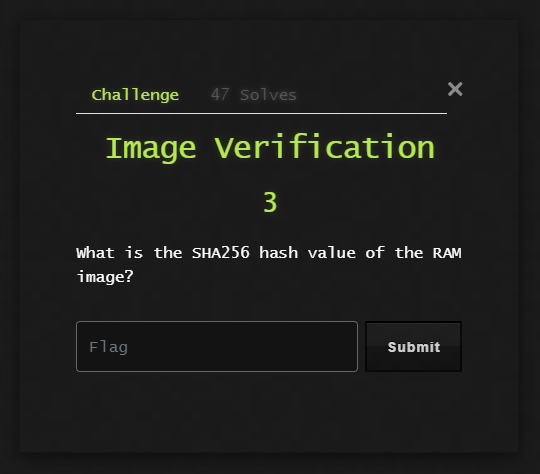 Challenge
47 Solves
×
Image Verification
3
What is the SHA256 hash value of the RAM
image?
Flag
Submit